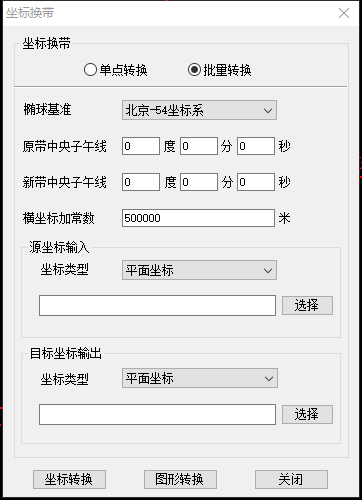 坐标换带
坐标换带
单点转换 批量转换
椭球基准 北京-54坐标系
原带中央子午线 0 度 0 分 0 秒
新带中央子午线 0 度 0 分 0 秒
横坐标加常数 500000 米
源坐标输入
坐标类型 平面坐标
选择
目标坐标输出
坐标类型 平面坐标
选择
坐标转换 图形转换 关闭